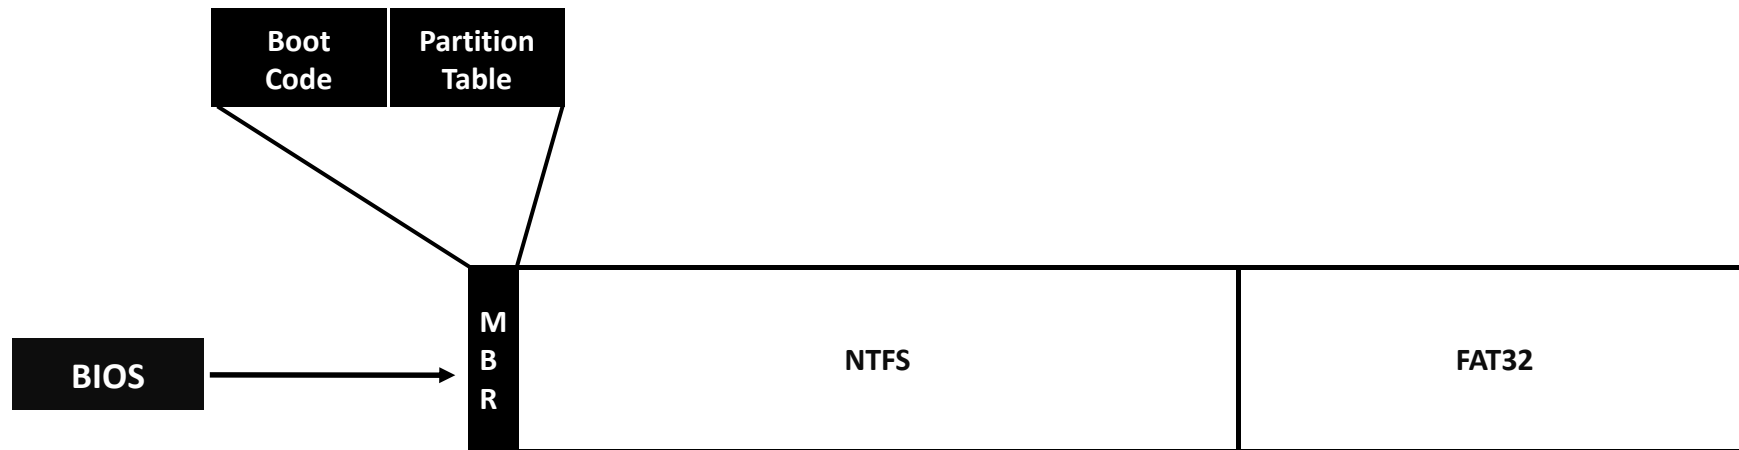 Boot
Code
Partition
Table
BIOS
M
B
R
NTFS
FAT32